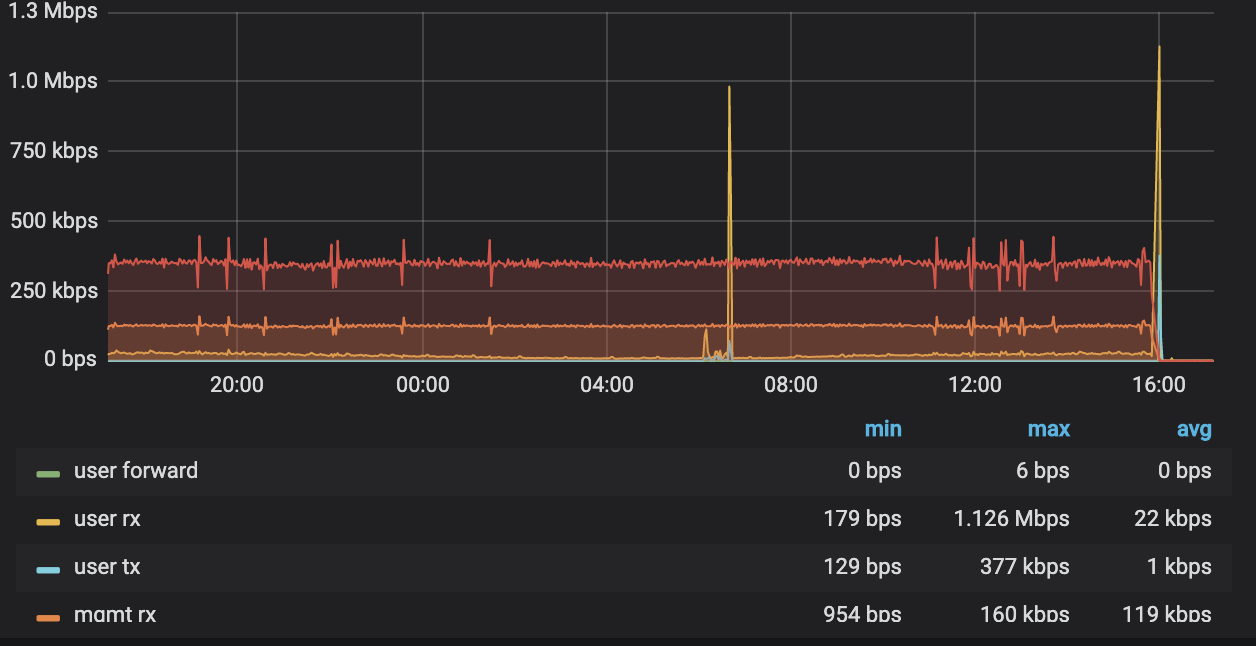 1.3 Mbps
1.0 Mbps
750 kbps
500 kbps
250 kbps
0 bps
20:00 00:00 04:00 08:00 12:00 16:00
min max avg
user forward 0 bps 6 bps 0 bps
user rx 179 bps 1.126 Mbps 22 kbps
user tx 129 bps 377 kbps 1 kbps
mgmt rx 954 bps 160 kbps 119 kbps